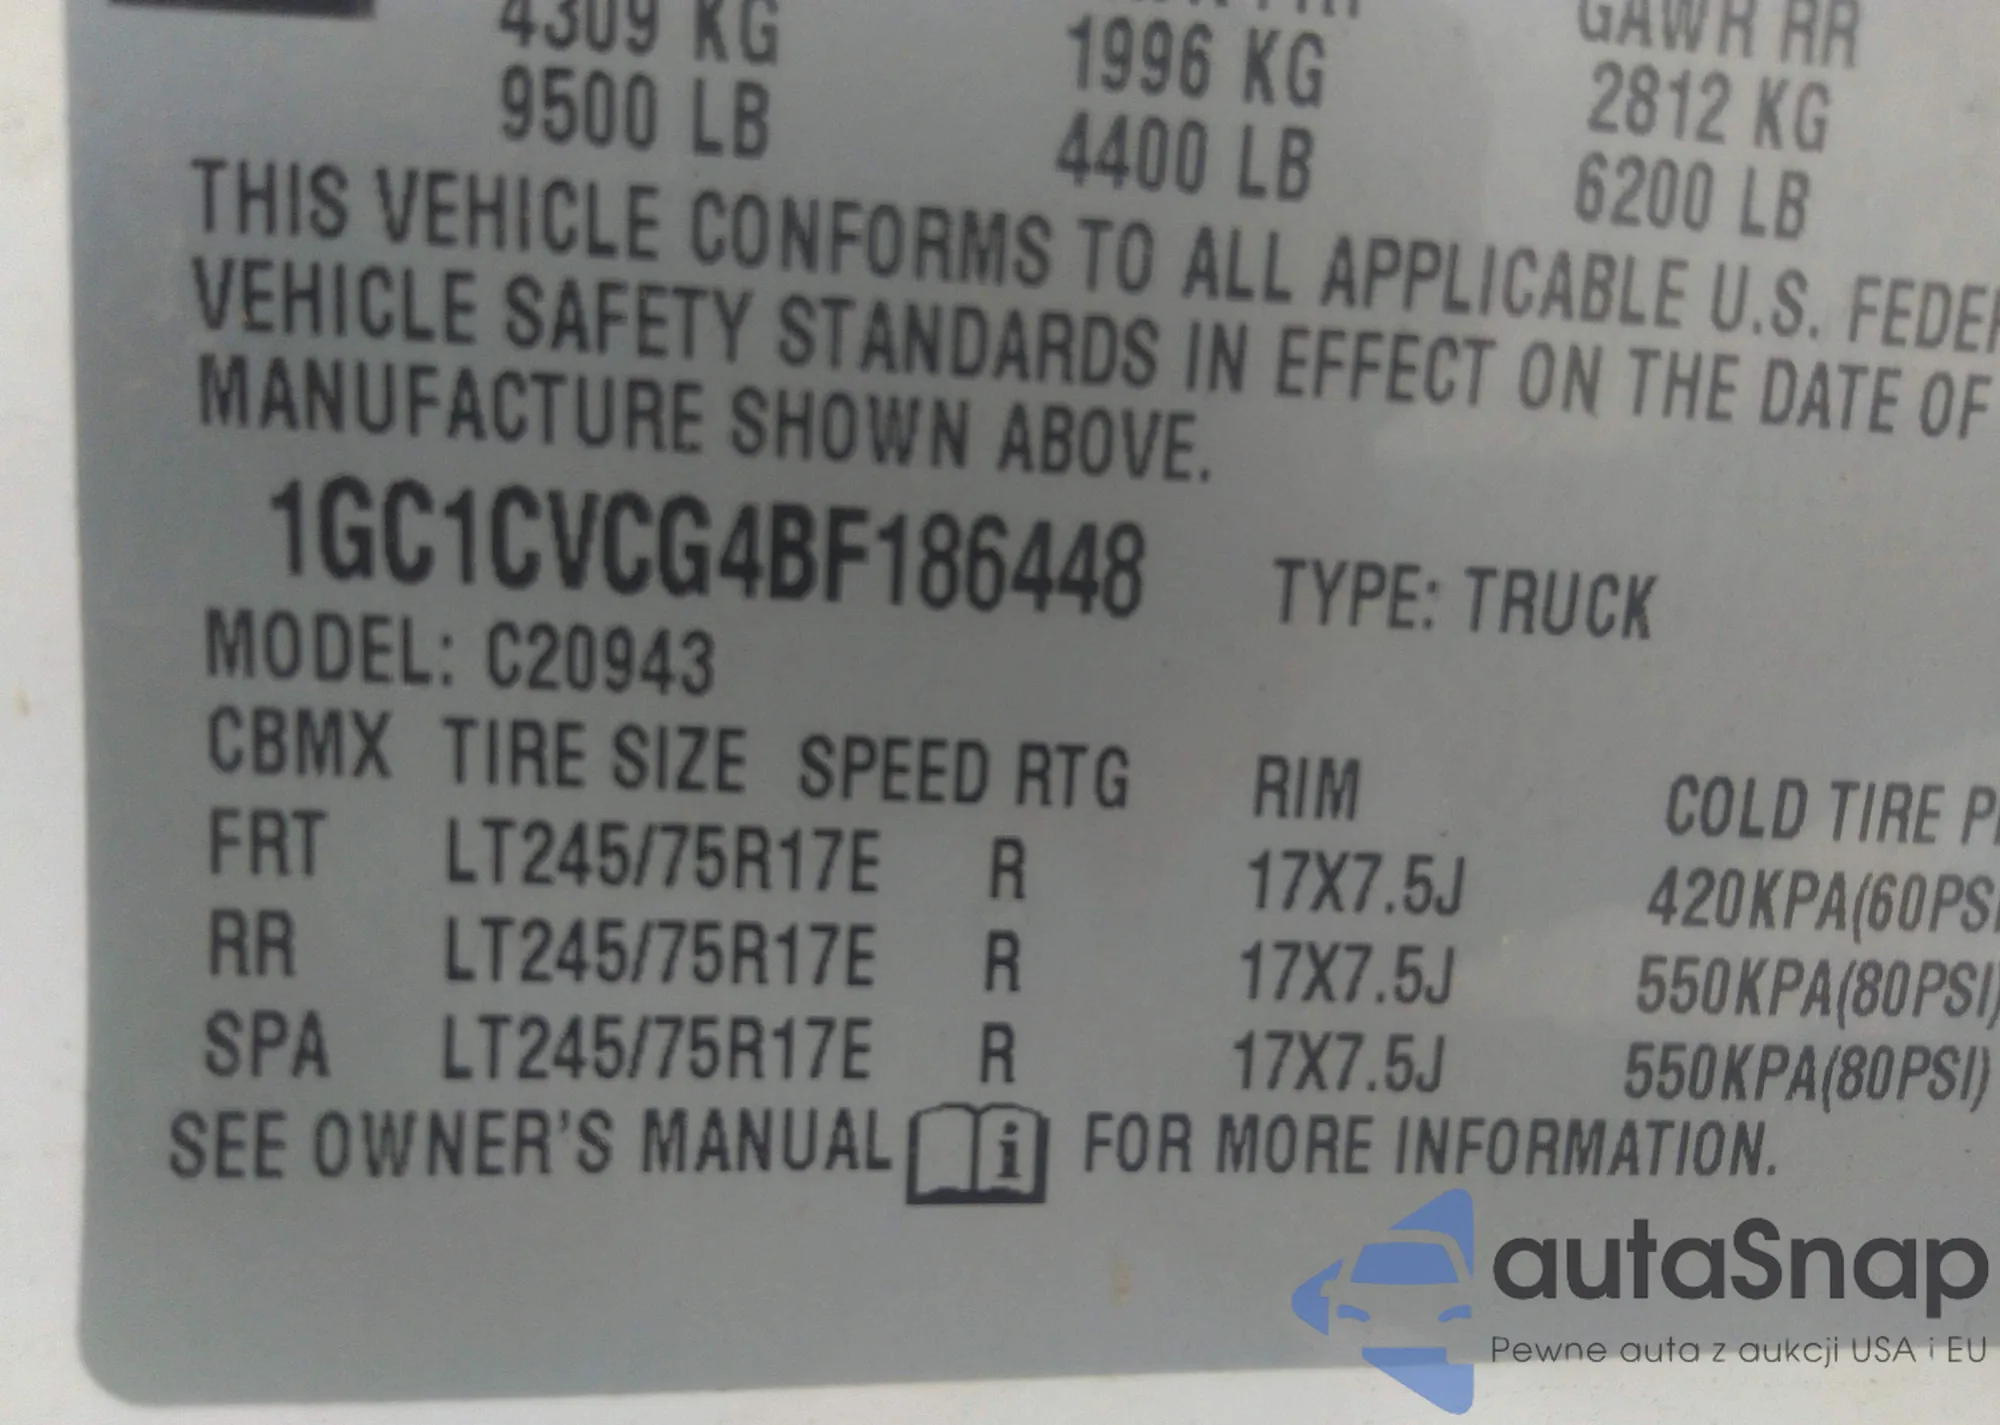 4309 KG
GAWR RR
1996 KG
2812 KG
9500 LB
4400 LB
6200 LB
THIS VEHICLE CONFORMS TO ALL APPLICABLE U.S. FEDER
VEHICLE SAFETY STANDARDS IN EFFECT ON THE DATE OF
MANUFACTURE SHOWN ABOVE.
1GC1CVCG4BF186448 TYPE: TRUCK
MODEL: C20943
CBMX TIRE SIZE SPEED RTG RIM COLD TIRE P
FRT LT245/75R17E R 17X7.5J 420KPA(60PSI
RR LT245/75R17E R 17X7.5J 550KPA(80PSI)
SPA LT245/75R17E R 17X7.5J 550KPA(80PSI)
SEE OWNER'S MANUAL i FOR MORE INFORMATION.
autaSnap
Pewne auta z aukcji USA i EU